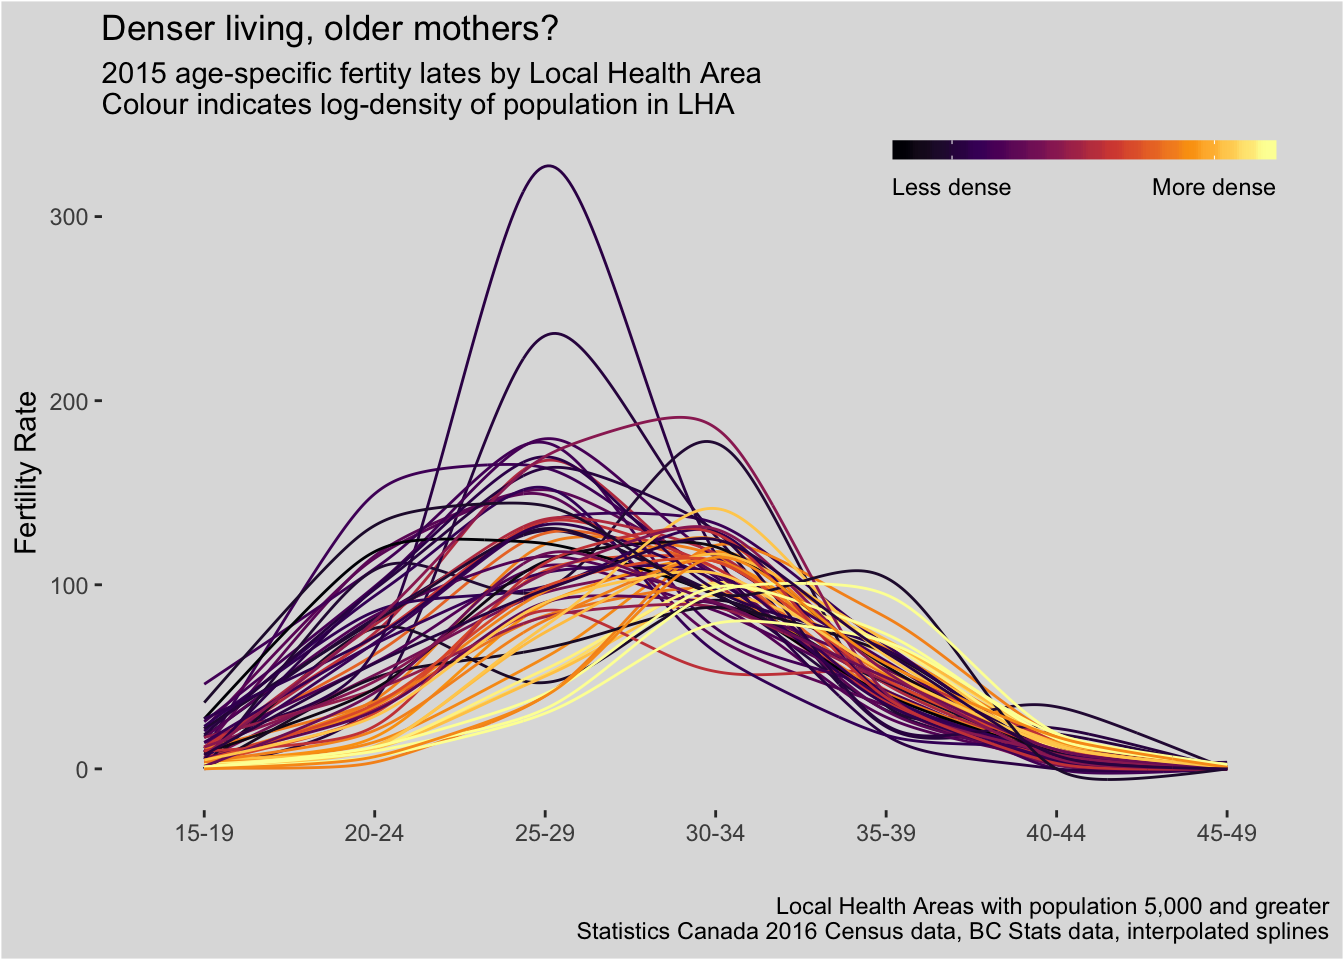 Denser living, older mothers?
2015 age-specific fertity lates by Local Health Area
Colour indicates log-density of population in LHA
Less dense
More dense
Fertility Rate
300
200
100
0
15-19
20-24
25-29
30-34
35-39
40-44
45-49
Local Health Areas with population 5,000 and greater
Statistics Canada 2016 Census data, BC Stats data, interpolated splines